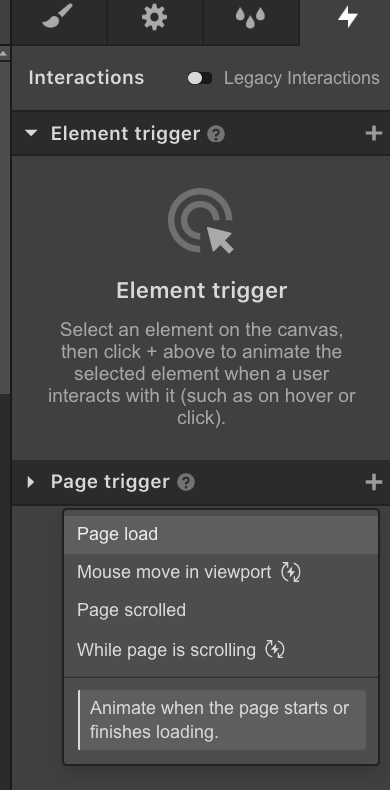 Interactions
Legacy Interactions
Element trigger ?
Element trigger
Select an element on the canvas,
then click + above to animate the
selected element when a user
interacts with it (such as on hover or
click).
Page trigger ?
Page load
Mouse move in viewport
Page scrolled
While page is scrolling
Animate when the page starts or
finishes loading.